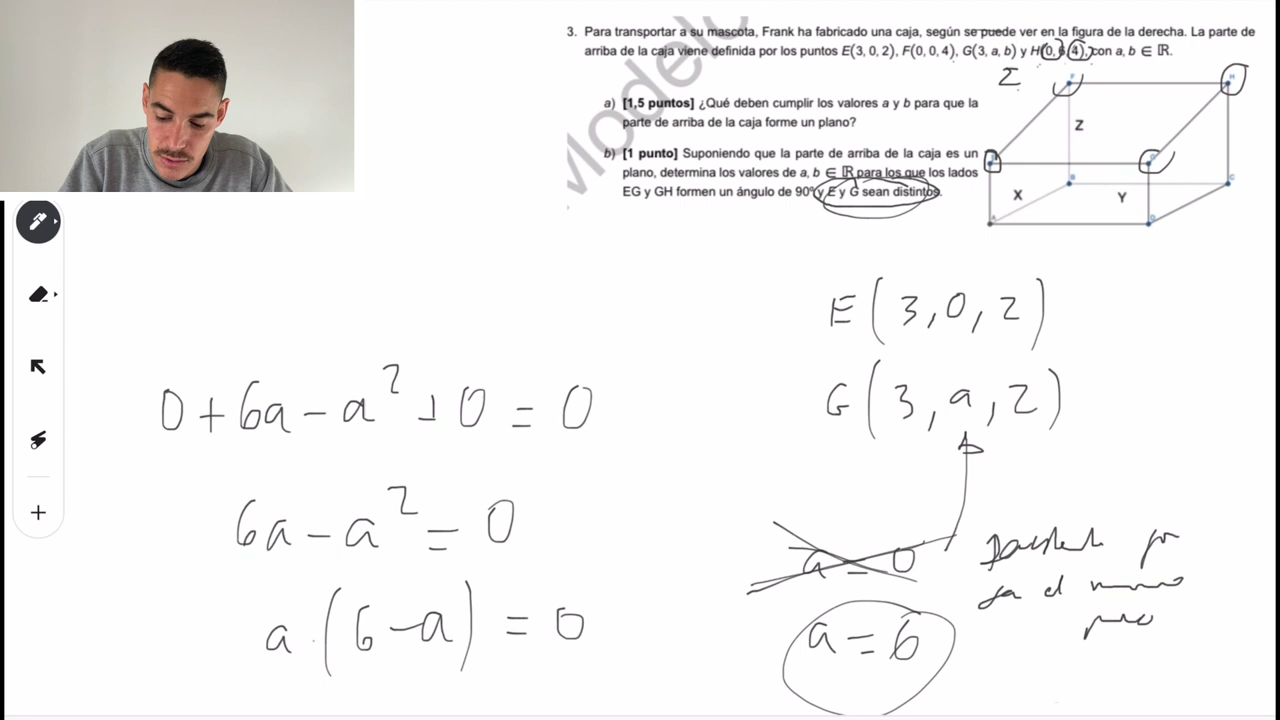 Modelo
3. Para transportar a su mascota, Frank ha fabricado una caja, según se puede ver en la figura de la derecha. La parte de
arriba de la caja viene definida por los puntos E(3, 0, 2), F(0, 0, 4), G(3, a, b) y H(0, 6, 4), con a, b ∈ ℝ.
a) [1,5 puntos] ¿Qué deben cumplir los valores a y b para que la
parte de arriba de la caja forme un plano?
b) [1 punto] Suponiendo que la parte de arriba de la caja es un
plano, determina los valores de a, b ∈ ℝ para los que los lados
EG y GH formen un ángulo de 90º y E y G sean distintos.
F
H
Z
X
Y
E (3, 0, 2)
G (3, a, 2)
0 + 6a - a² + 0 = 0
6a - a² = 0
a · (6 - a) = 0
a = 0
a = 6
+